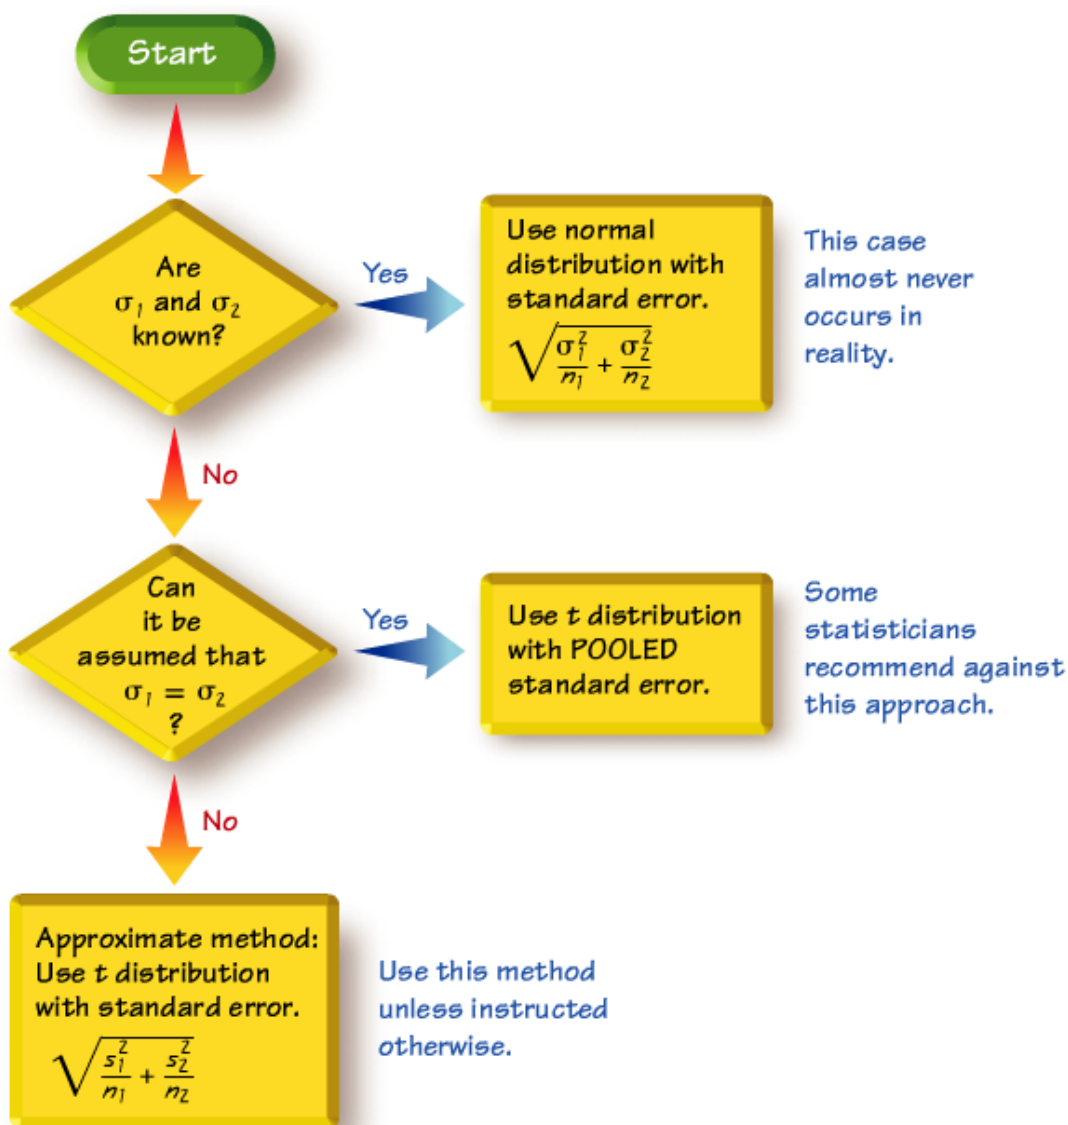 Start
Are
σ₁ and σ₂
known?
Yes
Use normal
distribution with
standard error.
√(σ₁²/n₁ + σ₂²/n₂)
This case
almost never
occurs in
reality.
No
Can
it be
assumed that
σ₁ = σ₂
?
Yes
Use t distribution
with POOLED
standard error.
Some
statisticians
recommend against
this approach.
No
Approximate method:
Use t distribution
with standard error.
√(s₁²/n₁ + s₂²/n₂)
Use this method
unless instructed
otherwise.